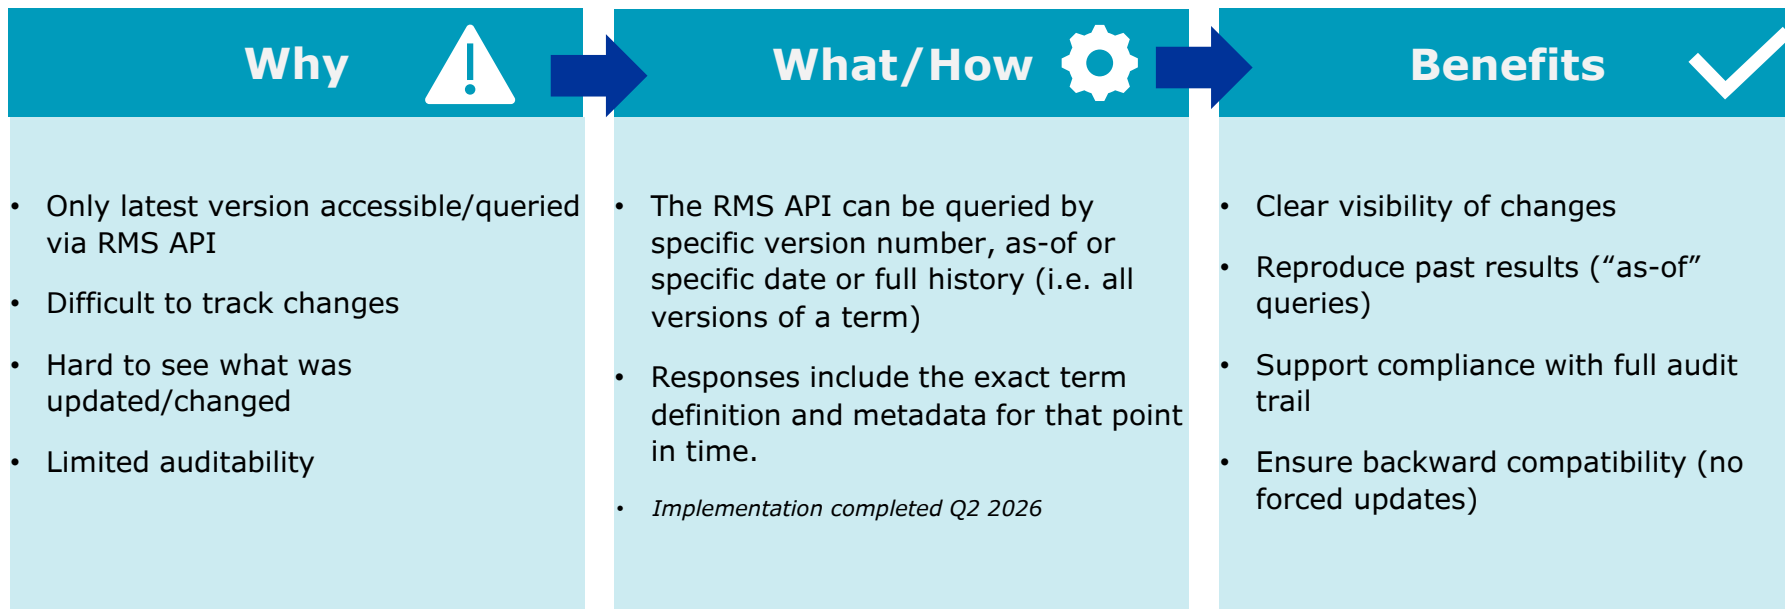 Why
• Only latest version accessible/queried
via RMS API
• Difficult to track changes
• Hard to see what was
updated/changed
• Limited auditability
What/How
• The RMS API can be queried by
specific version number, as-of or
specific date or full history (i.e. all
versions of a term)
• Responses include the exact term
definition and metadata for that point
in time.
• Implementation completed Q2 2026
Benefits
• Clear visibility of changes
• Reproduce past results (“as-of”
queries)
• Support compliance with full audit
trail
• Ensure backward compatibility (no
forced updates)